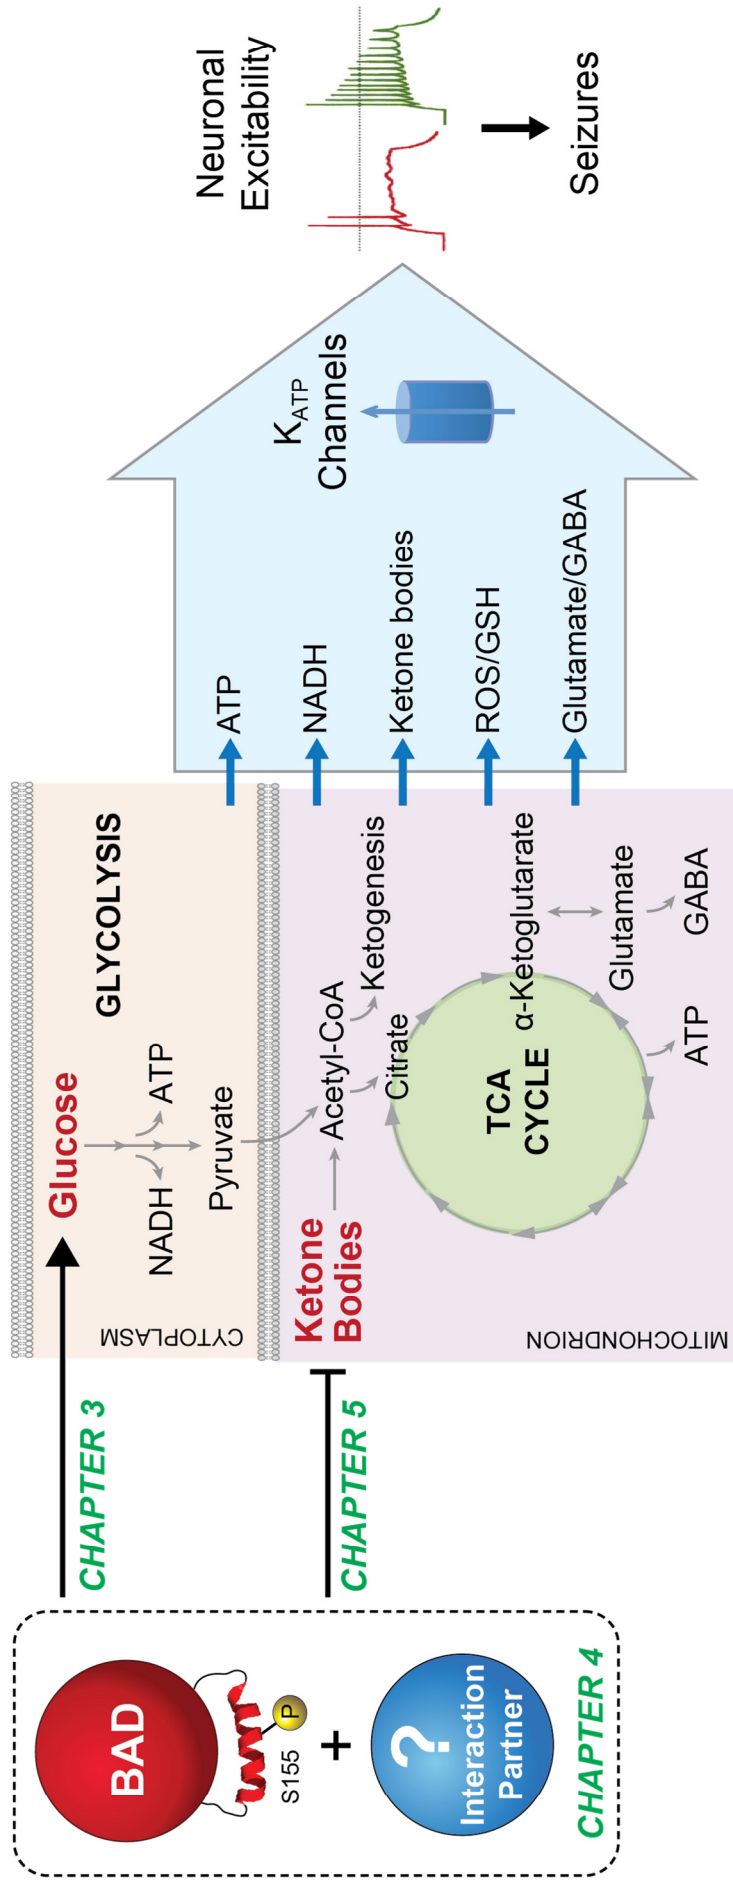 BAD
S155
P
+
?
Interaction
Partner
CHAPTER 4
CHAPTER 3
CHAPTER 5
CYTOPLASM
Glucose
GLYCOLYSIS
NADH
ATP
Pyruvate
MITOCHONDRION
Ketone
Bodies
Acetyl-CoA
Ketogenesis
Citrate
TCA
CYCLE
α-Ketoglutarate
Glutamate
GABA
ATP
ATP
NADH
Ketone bodies
ROS/GSH
Glutamate/GABA
KATP
Channels
Neuronal
Excitability
Seizures